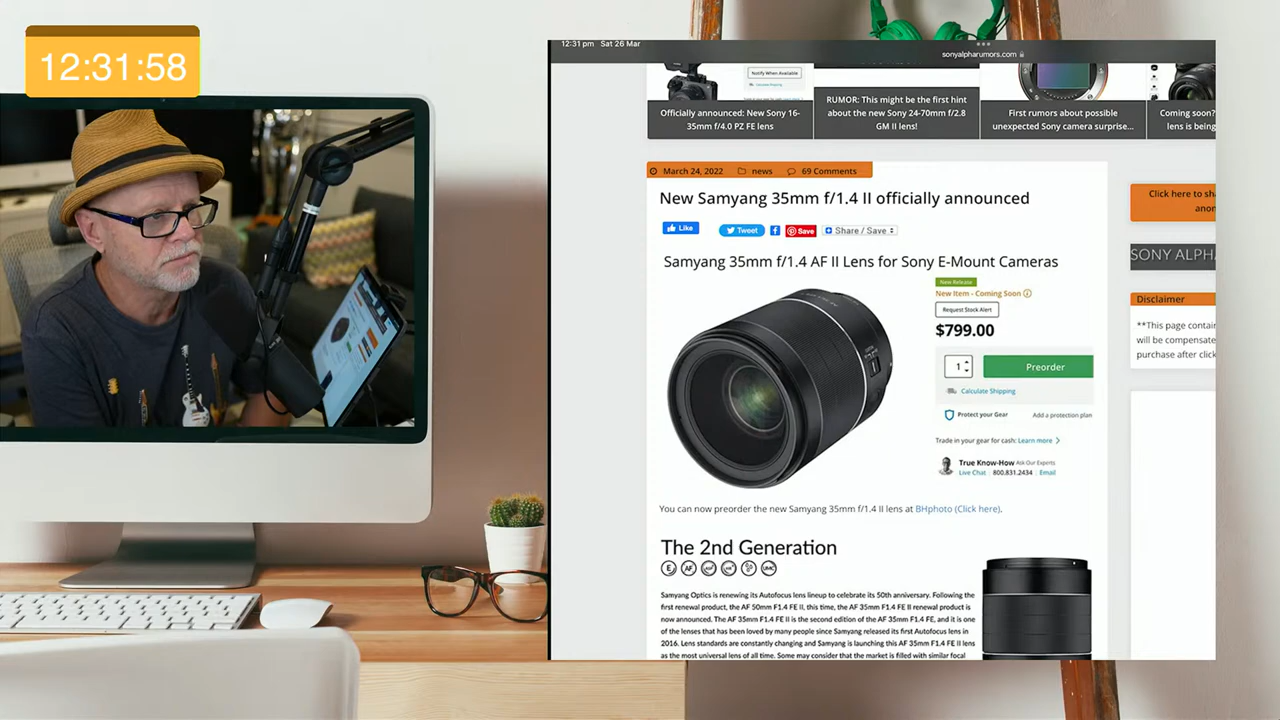 12:31:58
12:31 pm Sat 26 Mar
sonyalpharumors.com
Notify When Available
Calculate Shipping
Officially announced: New Sony 16-
35mm f/4.0 PZ FE lens
RUMOR: This might be the first hint
about the new Sony 24-70mm f/2.8
GM II lens!
First rumors about possible
unexpected Sony camera surprise...
Coming soon?
lens is being
March 24, 2022 news 69 Comments
New Samyang 35mm f/1.4 II officially announced
Like Tweet Save Share / Save
Samyang 35mm f/1.4 AF II Lens for Sony E-Mount Cameras
New Release
New Item - Coming Soon
Request Stock Alert
$799.00
1 Preorder
Calculate Shipping
Protect your Gear Add a protection plan
Trade in your gear for cash: Learn more >
True Know-How Ask Our Experts
Live Chat | 800.831.2434 | Email
You can now preorder the new Samyang 35mm f/1.4 II lens at BHphoto (Click here).
The 2nd Generation
E AF
Samyang Optics is renewing its Autofocus lens lineup to celebrate its 50th anniversary. Following the
first renewal product, the AF 50mm F1.4 FE II, this time, the AF 35mm F1.4 FE II renewal product is
now announced. The AF 35mm F1.4 FE II is the second edition of the AF 35mm F1.4 FE, and it is one
of the lenses that has been loved by many people since Samyang released its first Autofocus lens in
2016. Lens standards are constantly changing and Samyang is launching this AF 35mm F1.4 II lens
as the most universal lens of all time. Some may consider that the market is filled with similar focal
Click here to sha
anon
SONY ALPHA
Disclaimer
**This page contain
will be compensate
purchase after click